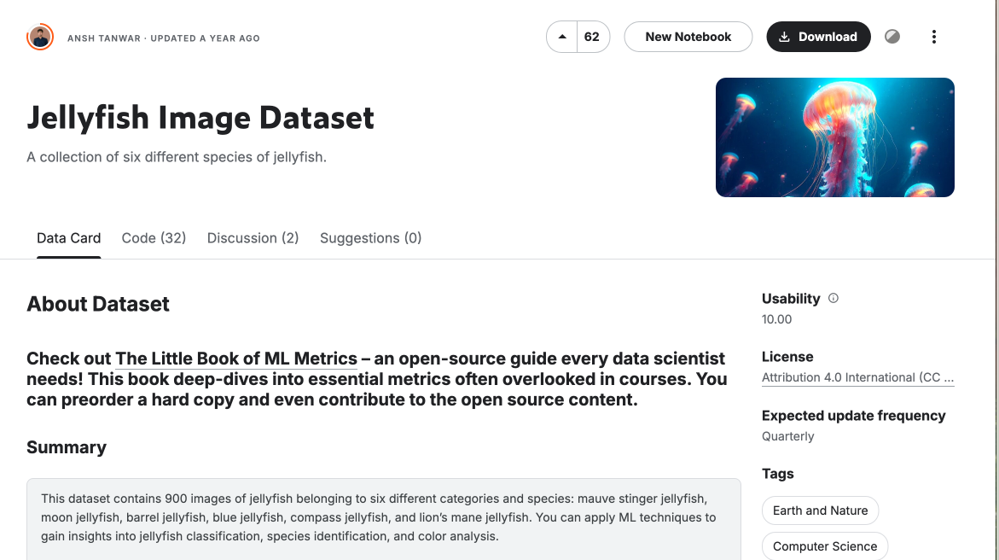 ANSH TANWAR · UPDATED A YEAR AGO
62
New Notebook
Download
Jellyfish Image Dataset
A collection of six different species of jellyfish.
Data Card
Code (32)
Discussion (2)
Suggestions (0)
About Dataset
Check out The Little Book of ML Metrics – an open-source guide every data scientist
needs! This book deep-dives into essential metrics often overlooked in courses. You
can preorder a hard copy and even contribute to the open source content.
Summary
This dataset contains 900 images of jellyfish belonging to six different categories and species: mauve stinger jellyfish,
moon jellyfish, barrel jellyfish, blue jellyfish, compass jellyfish, and lion's mane jellyfish. You can apply ML techniques to
gain insights into jellyfish classification, species identification, and color analysis.
Usability
10.00
License
Attribution 4.0 International (CC ...
Expected update frequency
Quarterly
Tags
Earth and Nature
Computer Science